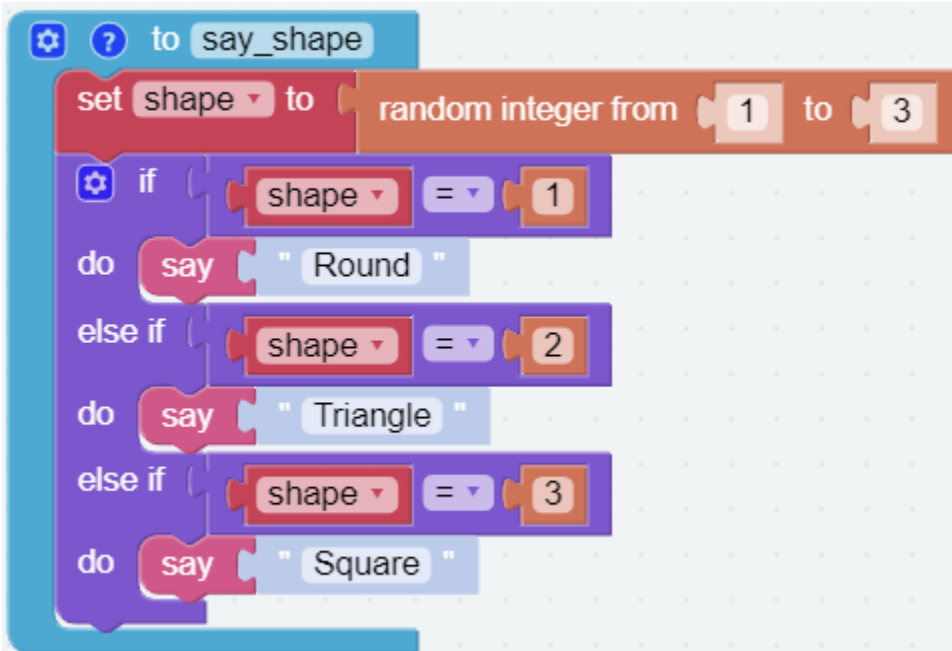 ? to say_shape
set shape to random integer from 1 to 3
if shape = 1
do say " Round "
else if shape = 2
do say " Triangle "
else if shape = 3
do say " Square "